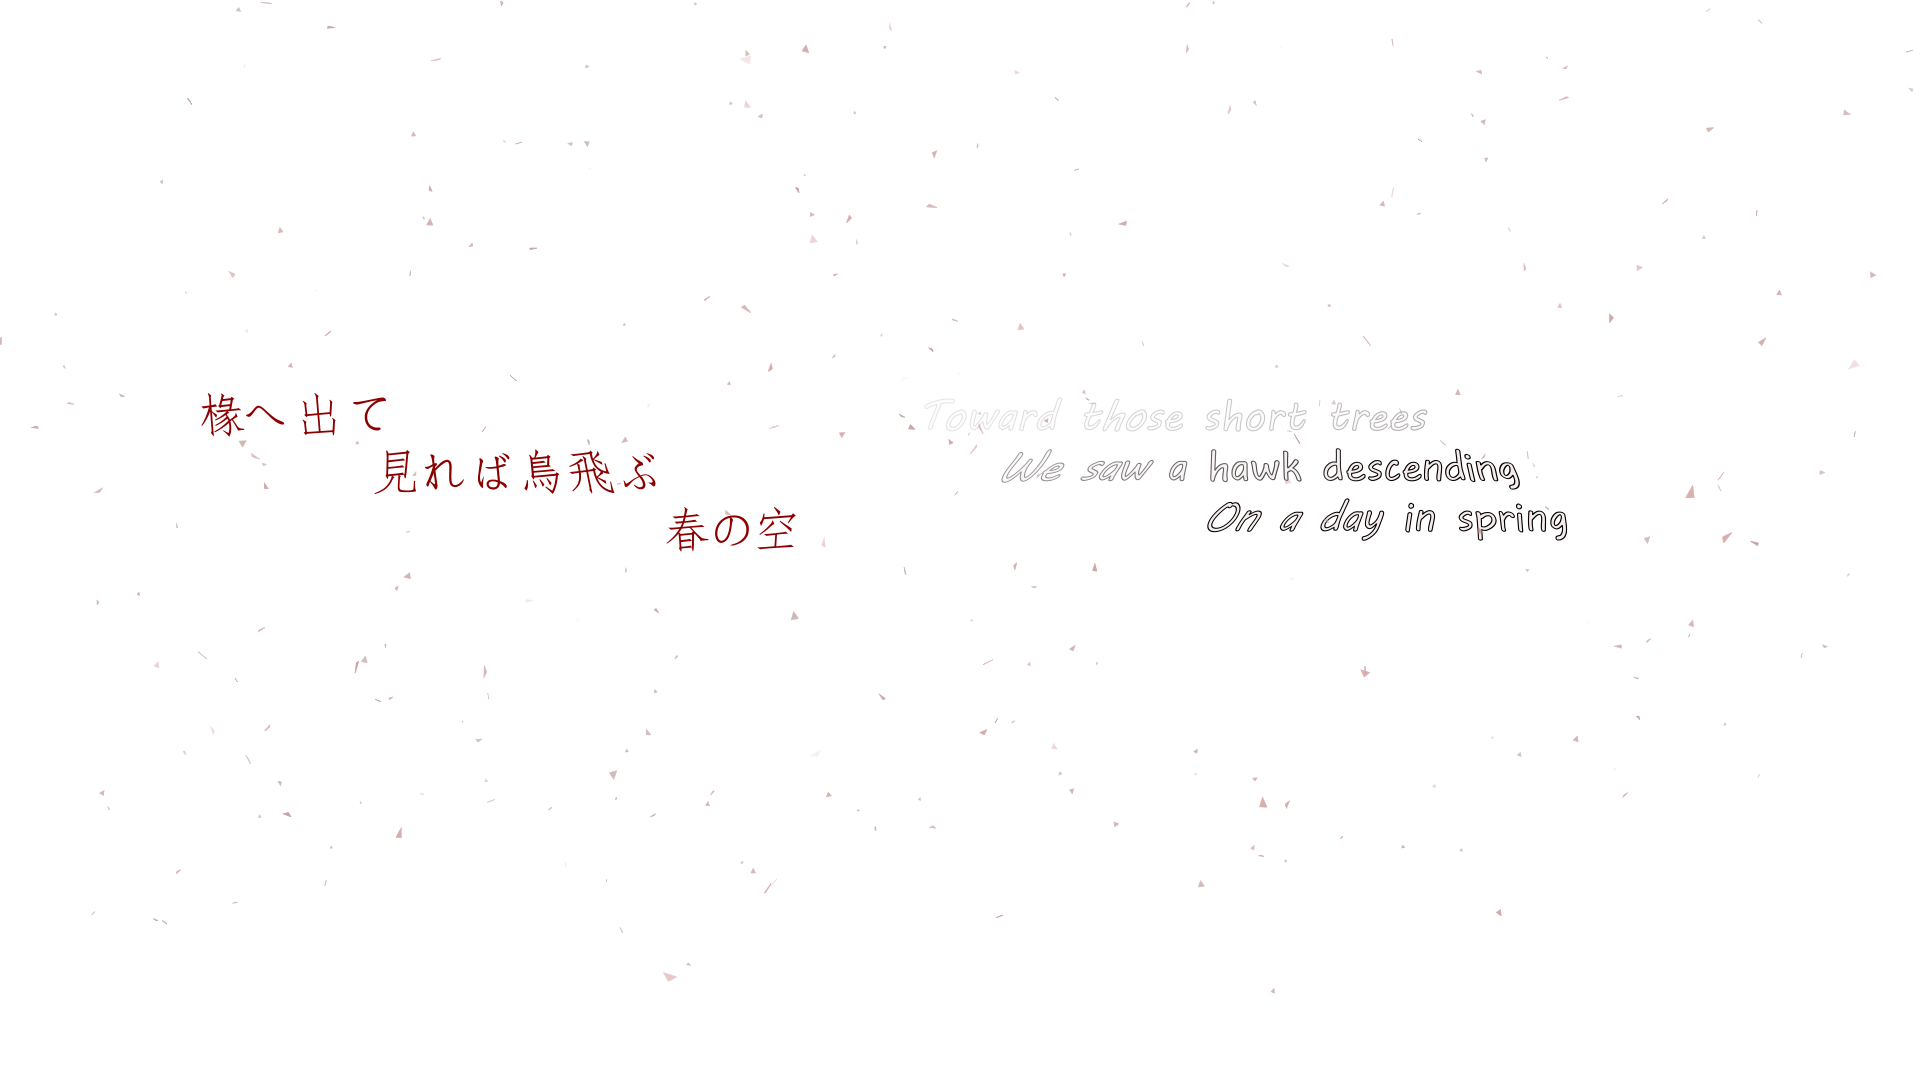 椽へ出て
見れば鳥飛ぶ
春の空
Toward those short trees
We saw a hawk descending
On a day in spring